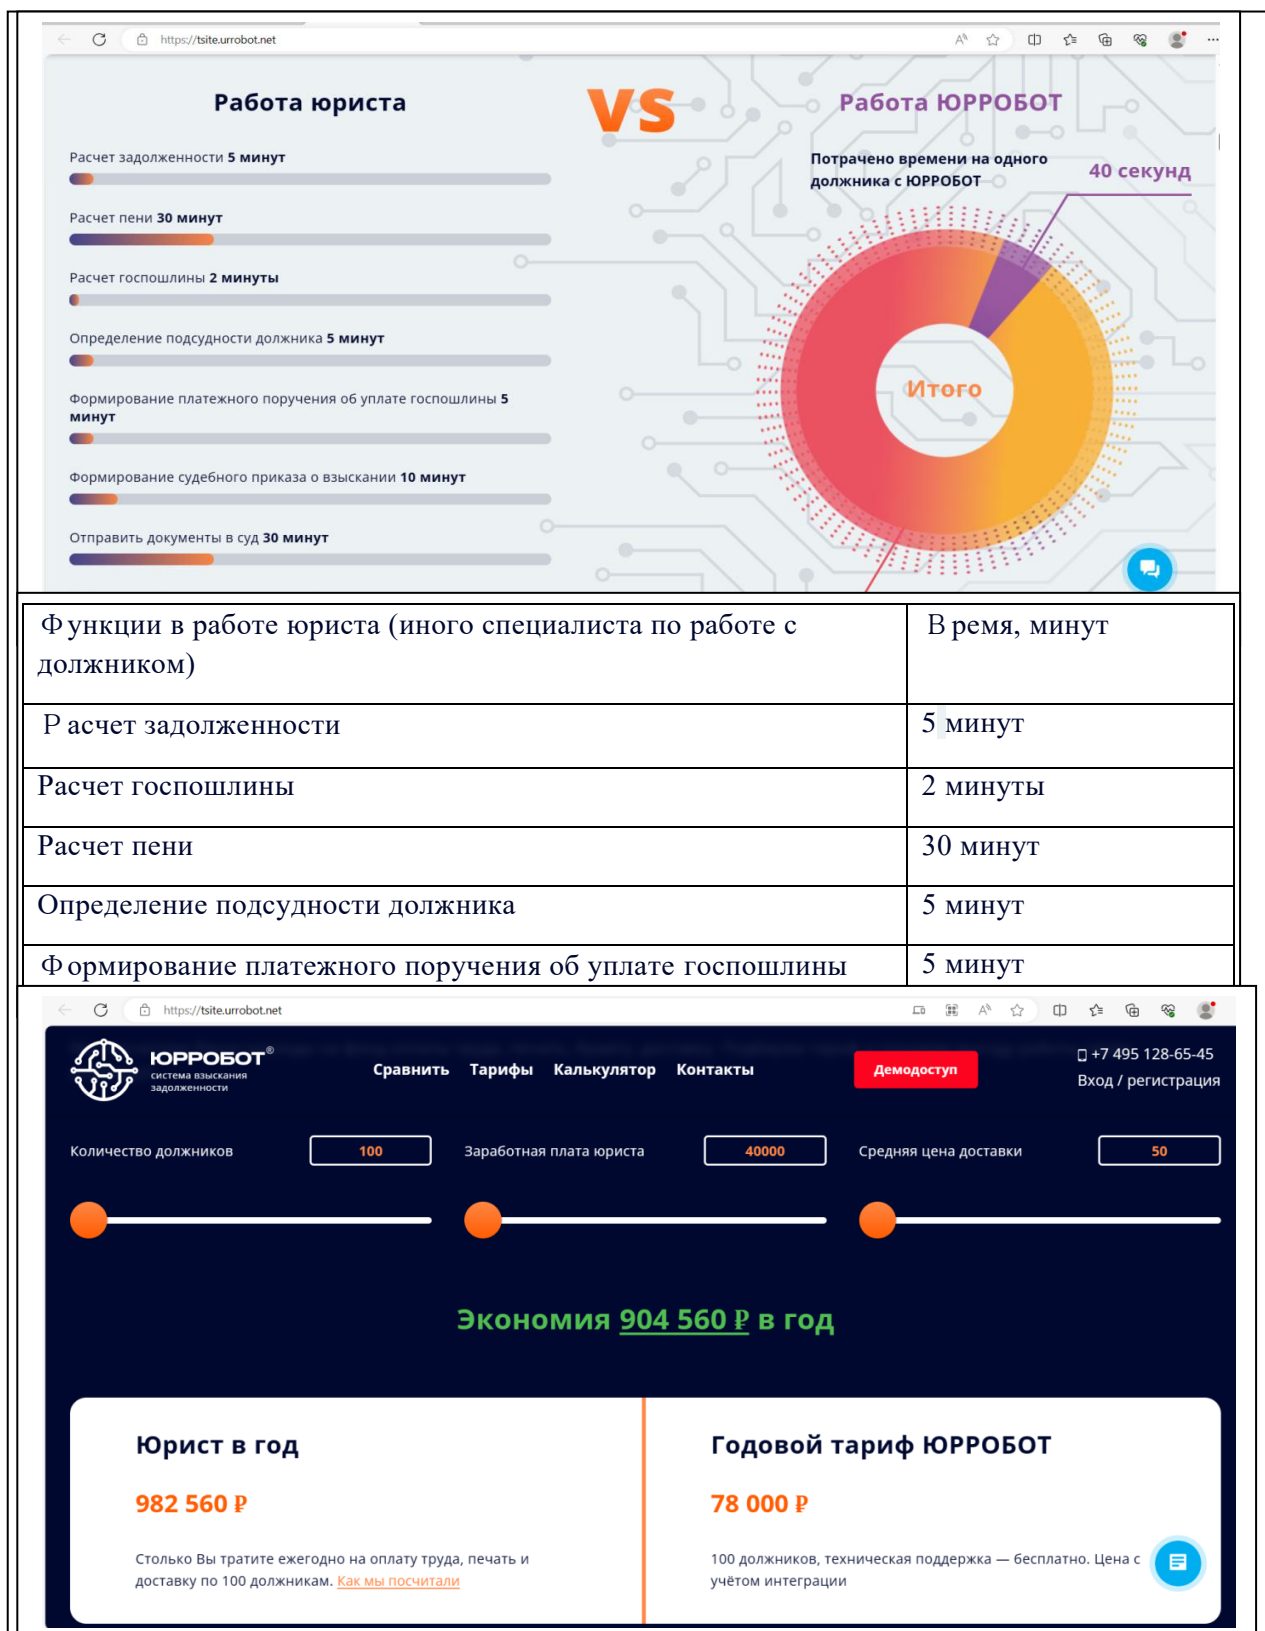 https://tsite.urrobot.net
Работа юриста
VS
Работа ЮРРОБОТ
Расчет задолженности 5 минут
Расчет пени 30 минут
Расчет госпошлины 2 минуты
Определение подсудности должника 5 минут
Формирование платежного поручения об уплате госпошлины 5
минут
Формирование судебного приказа о взыскании 10 минут
Отправить документы в суд 30 минут
Потрачено времени на одного
должника с ЮРРОБОТ
40 секунд
Итого
Функции в работе юриста (иного специалиста по работе с
должником)
Время, минут
Расчет задолженности
5 минут
Расчет госпошлины
2 минуты
Расчет пени
30 минут
Определение подсудности должника
5 минут
Формирование платежного поручения об уплате госпошлины
5 минут
https://tsite.urrobot.net
ЮРРОБОТ®
система взыскания
задолженности
Сравнить Тарифы Калькулятор Контакты
Демодоступ
+7 495 128-65-45
Вход / регистрация
Количество должников 100
Заработная плата юриста 40000
Средняя цена доставки 50
Экономия 904 560 ₽ в год
Юрист в год
982 560 ₽
Столько Вы тратите ежегодно на оплату труда, печать и
доставку по 100 должникам. Как мы посчитали
Годовой тариф ЮРРОБОТ
78 000 ₽
100 должников, техническая поддержка — бесплатно. Цена с
учётом интеграции